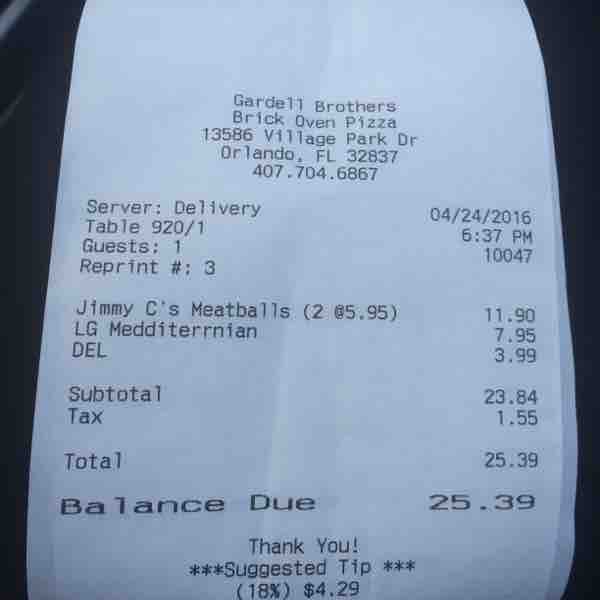 Gardell Brothers
Brick Oven Pizza
13586 Village Park Dr
Orlando, FL 32837
407.704.6867
Server: Delivery 04/24/2016
Table 920/1 6:37 PM
Guests: 1 10047
Reprint #: 3
Jimmy C's Meatballs (2 @5.95) 11.90
LG Medditerrnian 7.95
DEL 3.99
Subtotal 23.84
Tax 1.55
Total 25.39
Balance Due 25.39
Thank You!
***Suggested Tip ***
(18%) $4.29